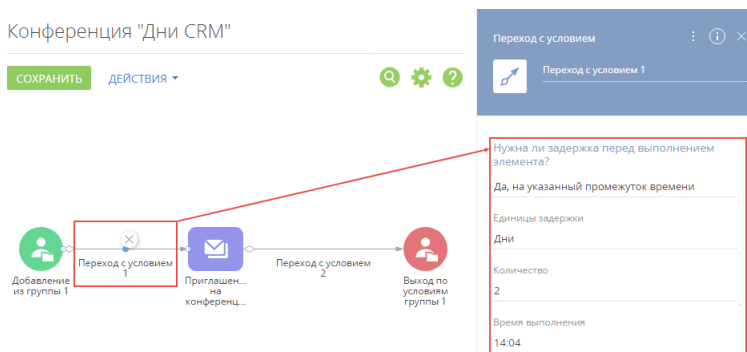 Конференция "Дни CRM"
СОХРАНИТЬ
ДЕЙСТВИЯ
Добавление
из группы 1
Переход с условием
1
Приглашен...
на
конференц...
Переход с условием
2
Выход по
условиям
группы 1
Переход с условием
Переход с условием 1
Нужна ли задержка перед выполнением
элемента?
Да, на указанный промежуток времени
Единицы задержки
Дни
Количество
2
Время выполнения
14:04